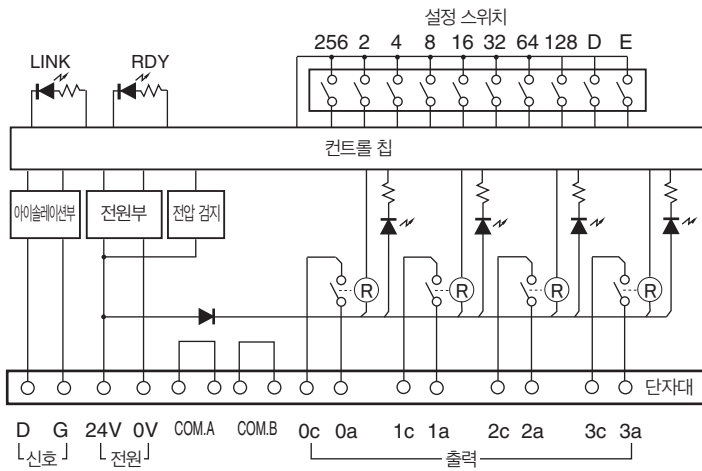 설정 스위치
LINK RDY 256 2 4 8 16 32 64 128 D E
컨트롤 칩
아이솔레이션부 전원부 전압 검지
R R R R
단자대
D G 24V 0V COM.A COM.B 0c 0a 1c 1a 2c 2a 3c 3a
신호 전원 출력